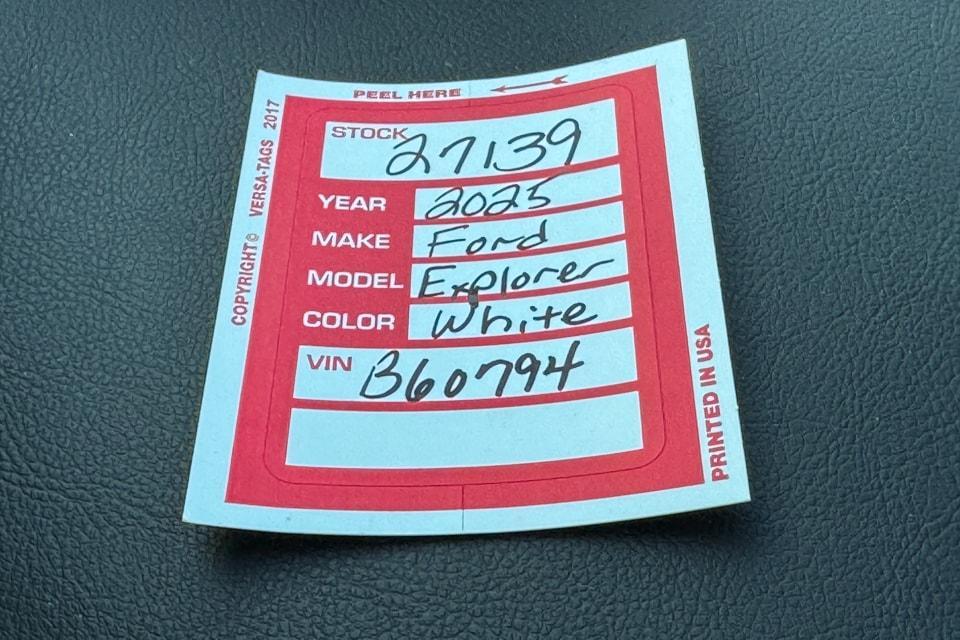 PEEL HERE
COPYRIGHT© VERSA-TAGS 2017
STOCK 27139
YEAR 2025
MAKE Ford
MODEL Explorer
COLOR White
VIN B60794
PRINTED IN USA